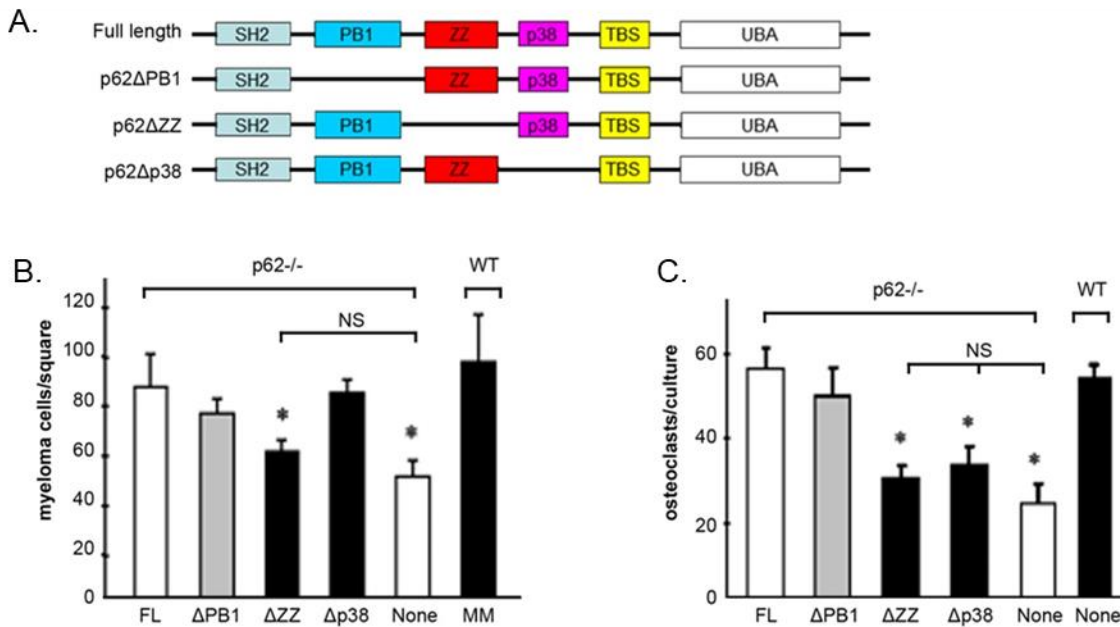 A.
Full length SH2 PB1 ZZ p38 TBS UBA
p62ΔPB1 SH2 ZZ p38 TBS UBA
p62ΔZZ SH2 PB1 p38 TBS UBA
p62Δp38 SH2 PB1 ZZ TBS UBA
B.
p62-/- WT
NS
120
100
80
60
40
20
0
myeloma cells/square
* *
FL ΔPB1 ΔZZ Δp38 None MM
C.
p62-/- WT
NS
60
40
20
0
osteoclasts/culture
* * *
FL ΔPB1 ΔZZ Δp38 None None